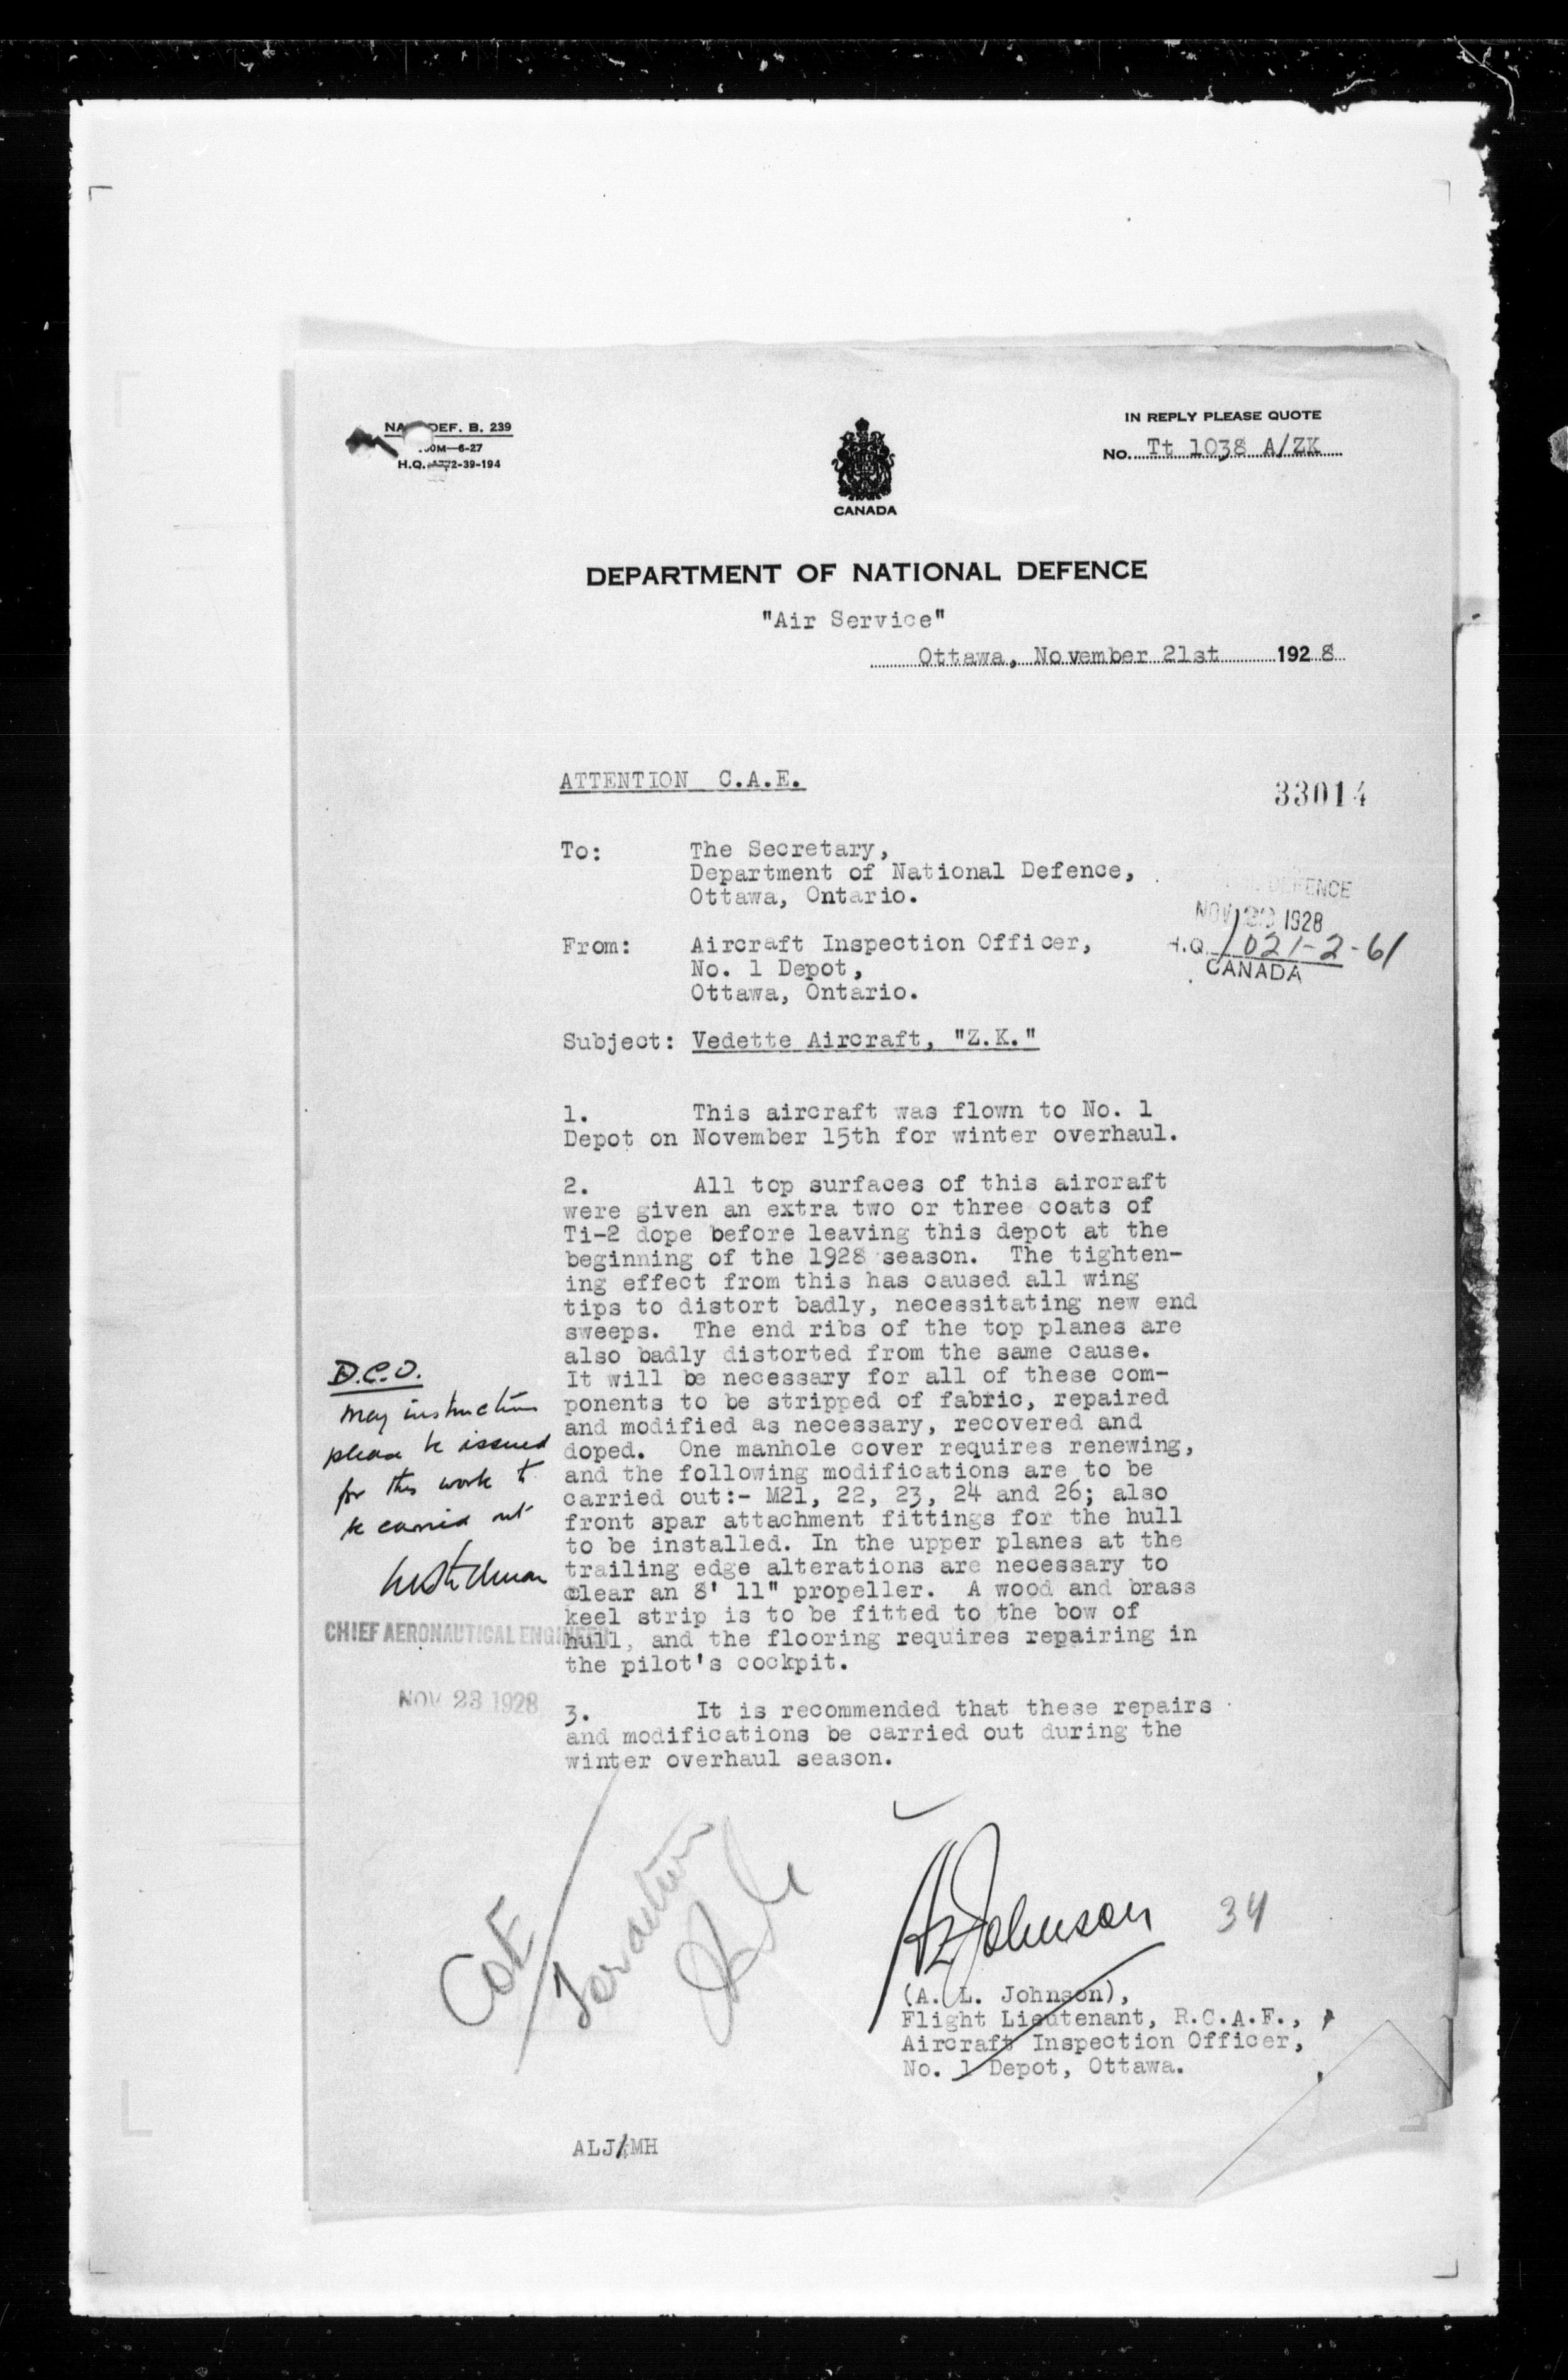 DEF. B. 239
M—6-27
H.Q. 2-39-194
CANADA
IN REPLY PLEASE QUOTE
No. Tt 1038 A/ZK
DEPARTMENT OF NATIONAL DEFENCE
"Air Service"
Ottawa, November 21st 1928
ATTENTION C.A.E.
33014
To: The Secretary,
Department of National Defence,
Ottawa, Ontario.
DEFENCE
NOV 1928
H.Q. 1021-2-61
CANADA
From: Aircraft Inspection Officer,
No. 1 Depot,
Ottawa, Ontario.
Subject: Vedette Aircraft, "Z.K."
1. This aircraft was flown to No. 1
Depot on November 15th for winter overhaul.
2. All top surfaces of this aircraft
were given an extra two or three coats of
Ti-2 dope before leaving this depot at the
beginning of the 1928 season. The tighten-
ing effect from this has caused all wing
tips to distort badly, necessitating new end
sweeps. The end ribs of the top planes are
also badly distorted from the same cause.
It will be necessary for all of these com-
ponents to be stripped of fabric, repaired
and modified as necessary, recovered and
doped. One manhole cover requires renewing,
and the following modifications are to be
carried out:- M21, 22, 23, 24 and 26; also
front spar attachment fittings for the hull
to be installed. In the upper planes at the
trailing edge alterations are necessary to
clear an 8' 11" propeller. A wood and brass
keel strip is to be fitted to the bow of
hull, and the flooring requires repairing in
the pilot's cockpit.
D.C.O.
May instructions
please be issued
for this work to
be carried out
CHIEF AERONAUTICAL ENGINEER
NOV 23 1928
3. It is recommended that these repairs
and modifications be carried out during the
winter overhaul season.
CoE
for action
A L Johnson
34
(A. L. Johnson),
Flight Lieutenant, R.C.A.F.,
Aircraft Inspection Officer,
No. 1 Depot, Ottawa.
ALJ/MH